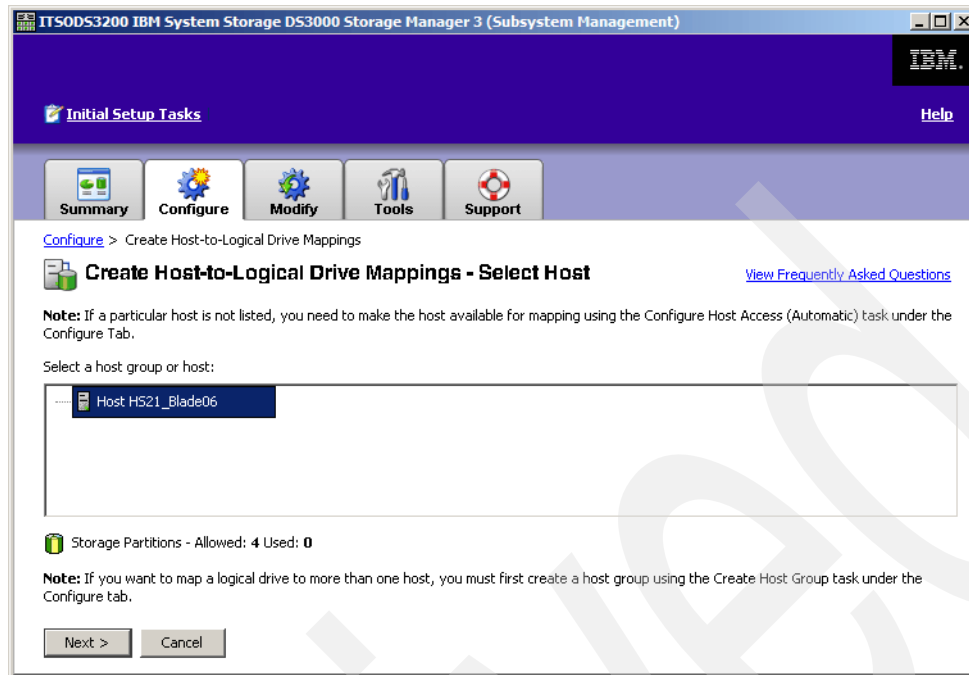 ITSODS3200 IBM System Storage DS3000 Storage Manager 3 (Subsystem Management)
IBM.
Initial Setup Tasks
Help
Summary
Configure
Modify
Tools
Support
Configure > Create Host-to-Logical Drive Mappings
Create Host-to-Logical Drive Mappings - Select Host
View Frequently Asked Questions
Note: If a particular host is not listed, you need to make the host available for mapping using the Configure Host Access (Automatic) task under the
Configure Tab.
Select a host group or host:
Host HS21_Blade06
Storage Partitions - Allowed: 4 Used: 0
Note: If you want to map a logical drive to more than one host, you must first create a host group using the Create Host Group task under the
Configure tab.
Next >
Cancel